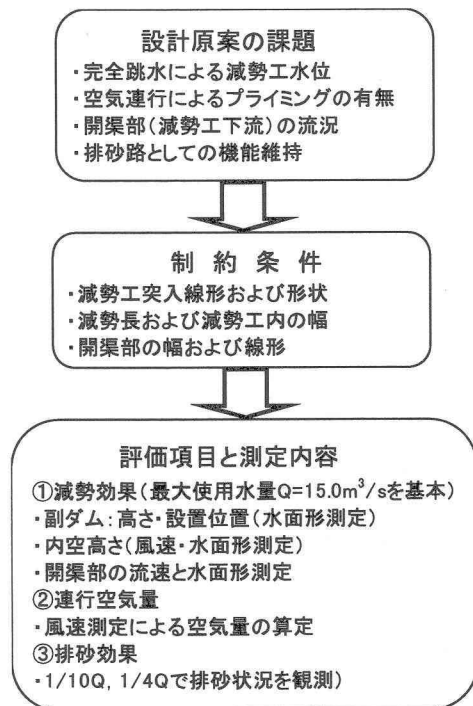 設計原案の課題
・完全跳水による減勢工水位
・空気連行によるプライミングの有無
・開渠部(減勢工下流)の流況
・排砂路としての機能維持
制約条件
・減勢工突入線形および形状
・減勢長および減勢工内の幅
・開渠部の幅および線形
評価項目と測定内容
①減勢効果(最大使用水量Q=15.0m³/sを基本)
・副ダム:高さ・設置位置(水面形測定)
・内空高さ(風速・水面形測定)
・開渠部の流速と水面形測定
②連行空気量
・風速測定による空気量の算定
③排砂効果
・1/10Q, 1/4Qで排砂状況を観測)